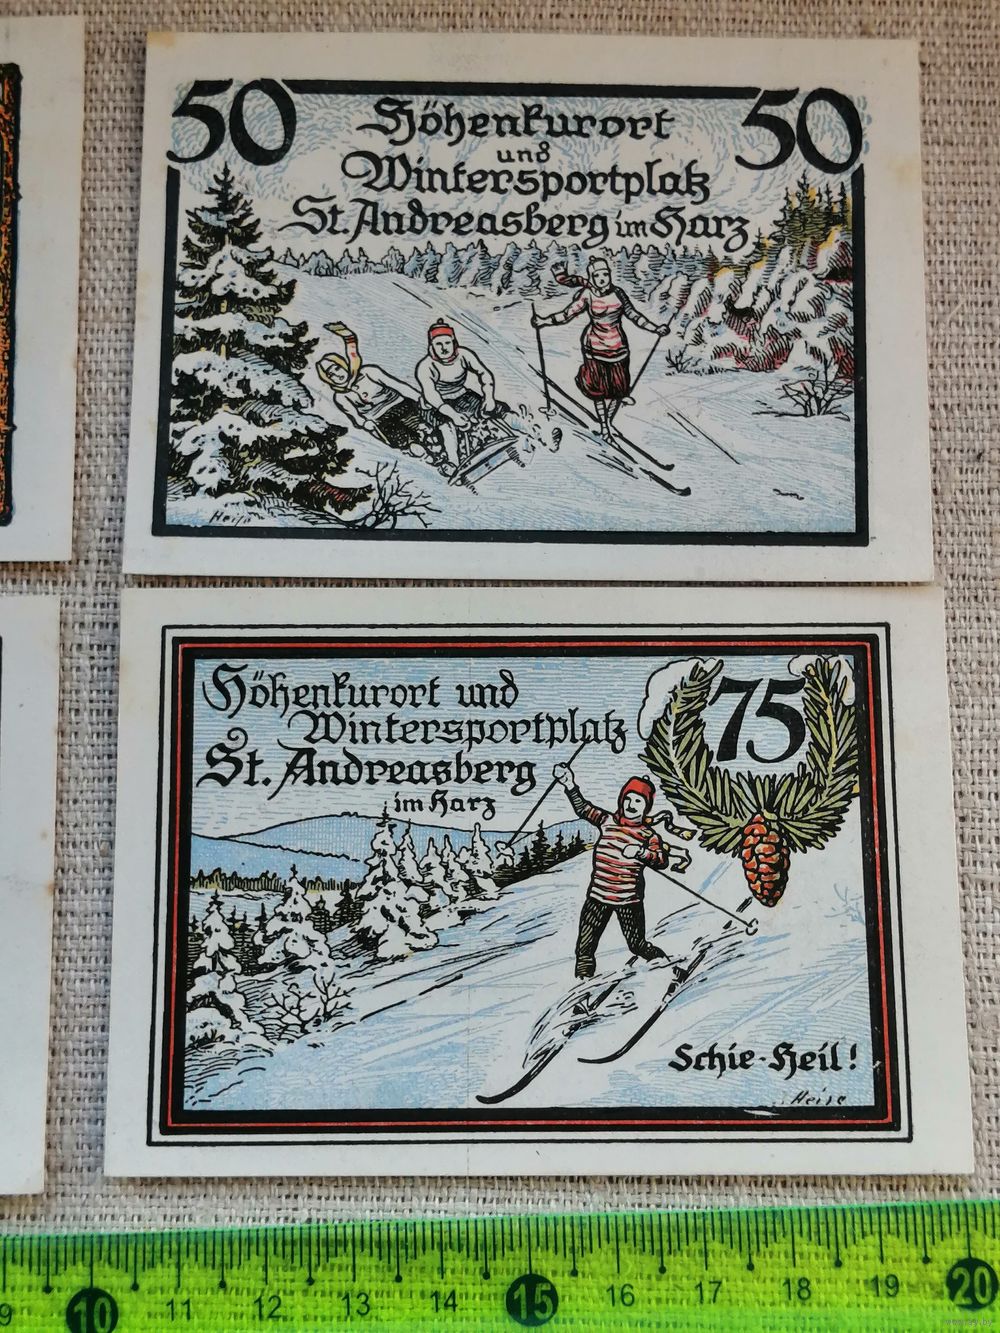 50 50
Höhenkurort
und
Wintersportplatz
St. Andreasberg im Harz
Heise
Höhenkurort und
Wintersportplatz
St. Andreasberg
im Harz
75
Schie-Heil!
Heise
9 10 11 12 13 14 15 16 17 18 19 20